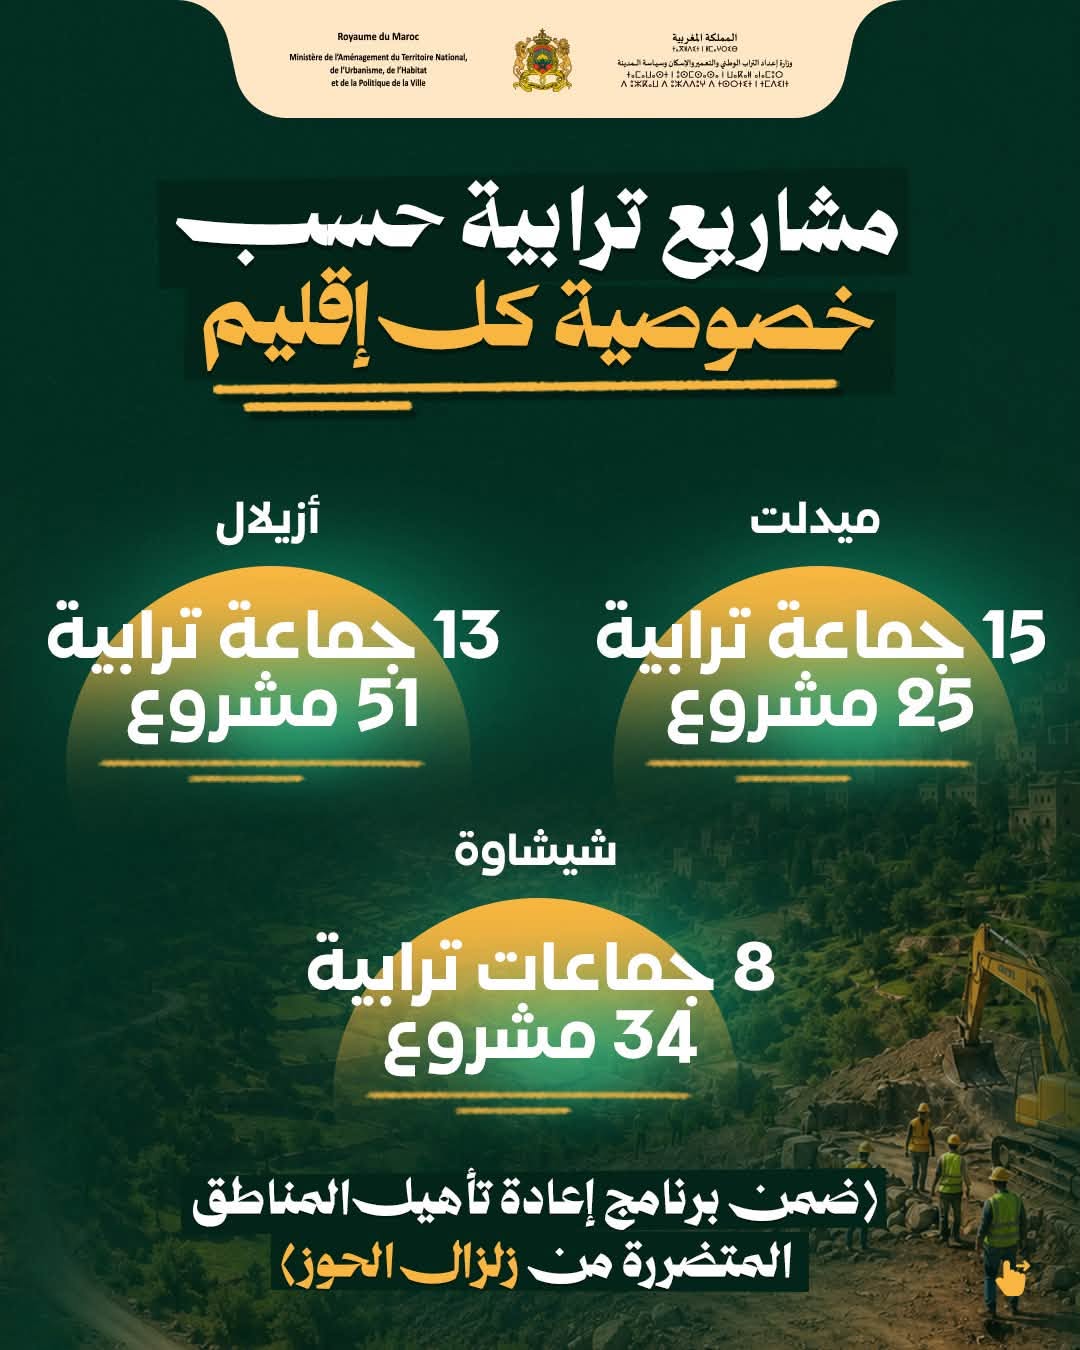 Royaume du Maroc
Ministère de l'Aménagement du Territoire National,
de l'Urbanisme, de l'Habitat
et de la Politique de la Ville
المملكة المغربية
ⵜⴰⴳⵍⴷⵉⵜ ⵏ ⵍⵎⵖⵔⵉⴱ
وزارة إعداد التراب الوطني والتعمير والإسكان وسياسة المدينة
مشاريع ترابية حسب
خصوصية كل إقليم
ميدلت
15 جماعة ترابية
25 مشروع
أزيلال
13 جماعة ترابية
51 مشروع
شيشاوة
8 جماعات ترابية
34 مشروع
(ضمن برنامج إعادة تأهيل المناطق
المتضررة من زلزال الحوز)